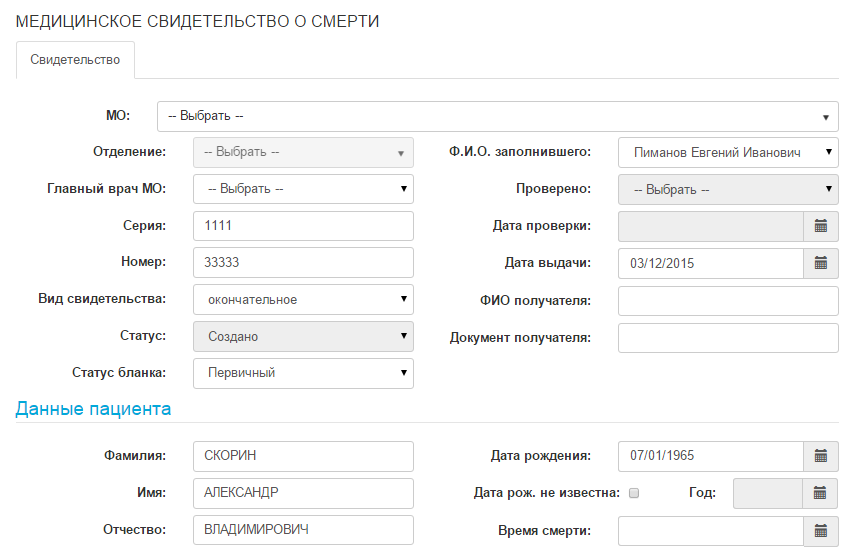 МЕДИЦИНСКОЕ СВИДЕТЕЛЬСТВО О СМЕРТИ
Свидетельство
МО: -- Выбрать --
Отделение: -- Выбрать -- Ф.И.О. заполнившего: Пиманов Евгений Иванович
Главный врач МО: -- Выбрать -- Проверено: -- Выбрать --
Серия: 1111 Дата проверки:
Номер: 33333 Дата выдачи: 03/12/2015
Вид свидетельства: окончательное ФИО получателя:
Статус: Создано Документ получателя:
Статус бланка: Первичный
Данные пациента
Фамилия: СКОРИН Дата рождения: 07/01/1965
Имя: АЛЕКСАНДР Дата рож. не известна: Год:
Отчество: ВЛАДИМИРОВИЧ Время смерти: